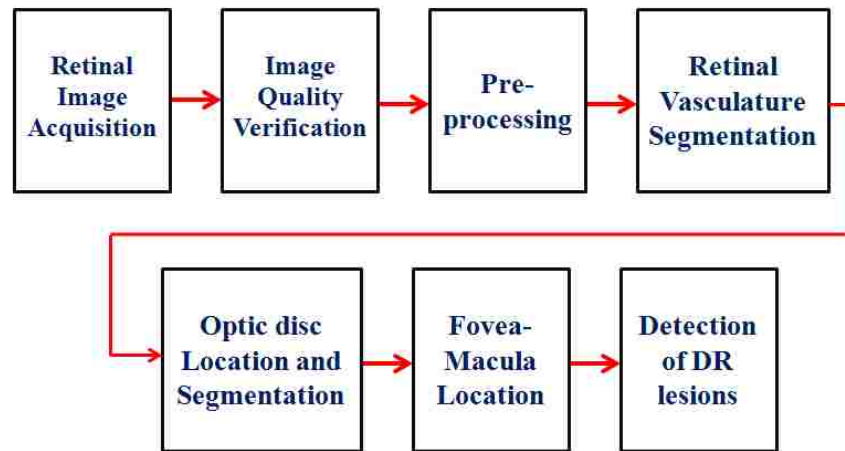 Retinal
Image
Acquisition
Image
Quality
Verification
Pre-
processing
Retinal
Vasculature
Segmentation
Optic disc
Location and
Segmentation
Fovea-
Macula
Location
Detection
of DR
lesions